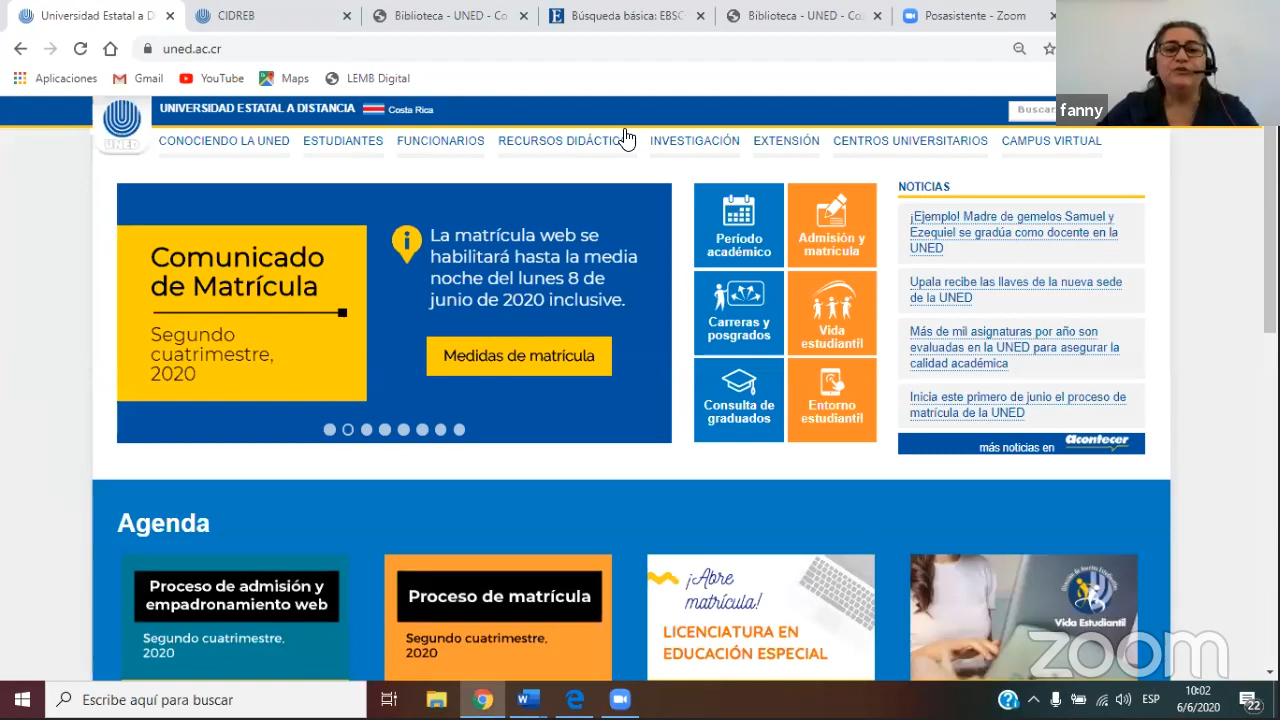 Universidad Estatal a D
CIDREB
Biblioteca - UNED - Co
Búsqueda básica: EBSC
Biblioteca - UNED - Co
Posasistente - Zoom
uned.ac.cr
Aplicaciones
Gmail
YouTube
Maps
LEMB Digital
fanny
UNIVERSIDAD ESTATAL A DISTANCIA
Costa Rica
Buscar
UNED
CONOCIENDO LA UNED
ESTUDIANTES
FUNCIONARIOS
RECURSOS DIDÁCTIC
INVESTIGACIÓN
EXTENSIÓN
CENTROS UNIVERSITARIOS
CAMPUS VIRTUAL
Comunicado
de Matrícula
Segundo
cuatrimestre,
2020
La matrícula web se
habilitará hasta la media
noche del lunes 8 de
junio de 2020 inclusive.
Medidas de matrícula
Período
académico
Admisión y
matrícula
Carreras y
posgrados
Vida
estudiantil
Consulta de
graduados
Entorno
estudiantil
NOTICIAS
¡Ejemplo! Madre de gemelos Samuel y
Ezequiel se gradúa como docente en la
UNED
Upala recibe las llaves de la nueva sede
de la UNED
Más de mil asignaturas por año son
evaluadas en la UNED para asegurar la
calidad académica
Inicia este primero de junio el proceso de
matrícula de la UNED
más noticias en acontecer
Agenda
Proceso de admisión y
empadronamiento web
Segundo cuatrimestre,
2020
Proceso de matrícula
Segundo cuatrimestre,
2020
¡Abre
matrícula!
LICENCIATURA EN
EDUCACIÓN ESPECIAL
Vida Estudiantil
zoom
Escribe aquí para buscar
ESP
10:02
6/6/2020
22